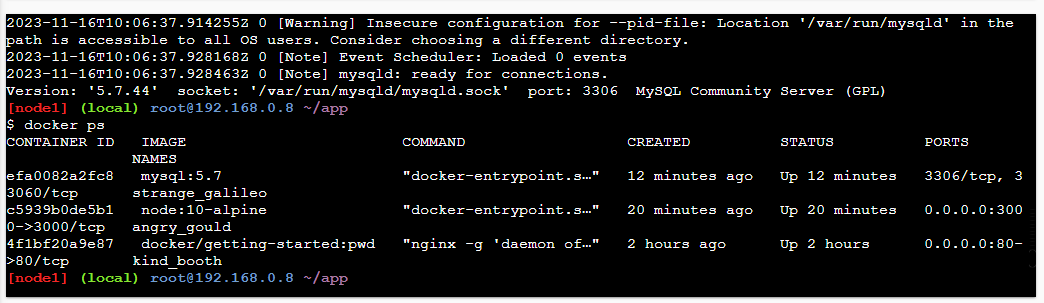 2023-11-16T10:06:37.914255Z 0 [Warning] Insecure configuration for --pid-file: Location '/var/run/mysqld' in the
path is accessible to all OS users. Consider choosing a different directory.
2023-11-16T10:06:37.928168Z 0 [Note] Event Scheduler: Loaded 0 events
2023-11-16T10:06:37.928463Z 0 [Note] mysqld: ready for connections.
Version: '5.7.44'  socket: '/var/run/mysqld/mysqld.sock'  port: 3306  MySQL Community Server (GPL)
[node1] (local) root@192.168.0.8 ~/app
$ docker ps
CONTAINER ID   IMAGE                        COMMAND                  CREATED          STATUS          PORTS
               NAMES
efa0082a2fc8   mysql:5.7                    "docker-entrypoint.s…"   12 minutes ago   Up 12 minutes   3306/tcp, 3
3060/tcp       strange_galileo
c5939b0de5b1   node:10-alpine               "docker-entrypoint.s…"   20 minutes ago   Up 20 minutes   0.0.0.0:300
0->3000/tcp    angry_gould
4f1bf20a9e87   docker/getting-started:pwd   "nginx -g 'daemon of…"   2 hours ago      Up 2 hours      0.0.0.0:80-
>80/tcp        kind_booth
[node1] (local) root@192.168.0.8 ~/app